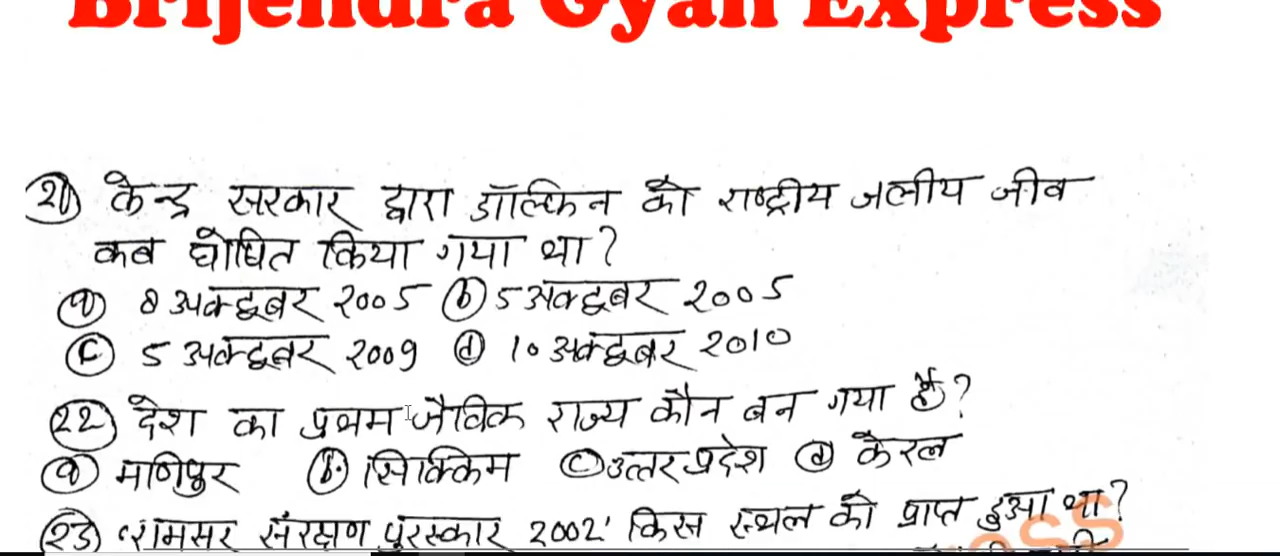 Brijendra Gyan Express
21) केन्द्र सरकार द्वारा डॉल्फिन को राष्ट्रीय जलीय जीव
कब घोषित किया गया था?
(a) 8 अक्टूबर 2005 (b) 5 अक्टूबर 2005
(c) 5 अक्टूबर 2009 (d) 10 अक्टूबर 2010
(22) देश का प्रथम जैविक राज्य कौन बन गया है?
(a) मणिपुर (b) सिक्किम (c) उत्तर प्रदेश (d) केरल
(23) 'रामसर संरक्षण पुरस्कार 2002' किस स्थल को प्राप्त हुआ था?